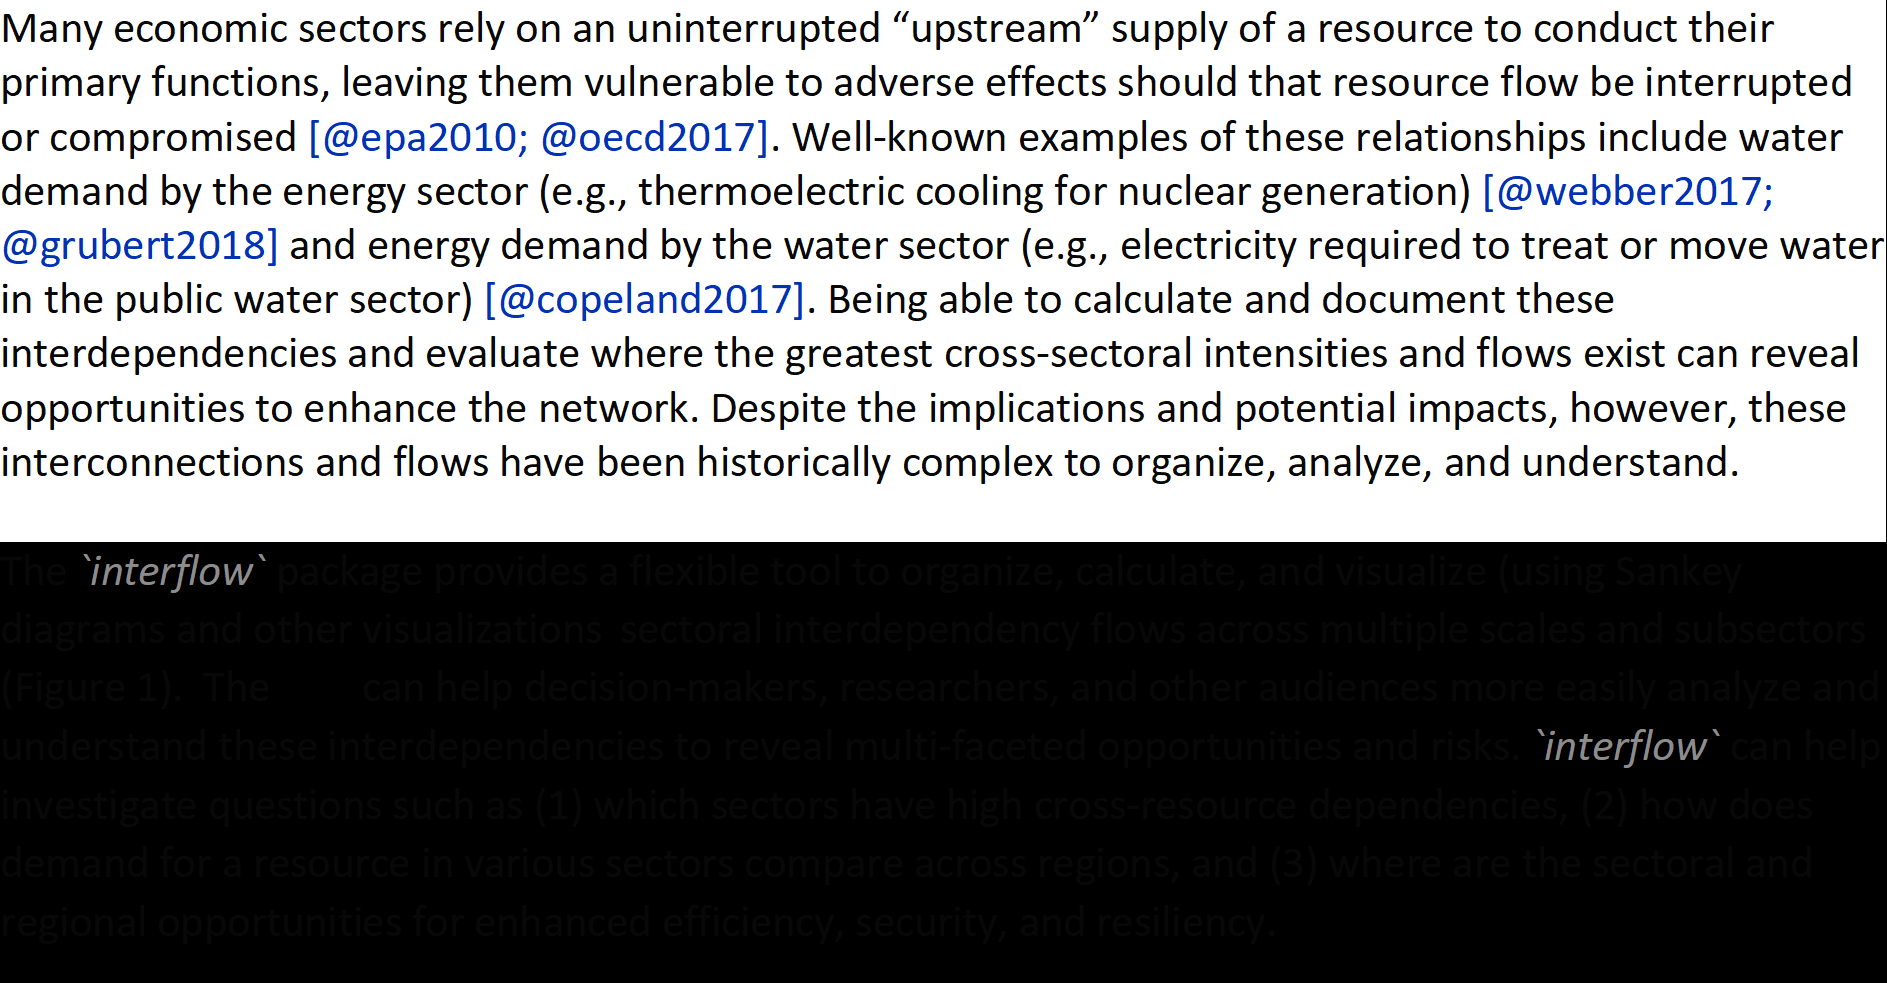 Many economic sectors rely on an uninterrupted “upstream” supply of a resource to conduct their
primary functions, leaving them vulnerable to adverse effects should that resource flow be interrupted
or compromised [@epa2010; @oecd2017]. Well-known examples of these relationships include water
demand by the energy sector (e.g., thermoelectric cooling for nuclear generation) [@webber2017;
@grubert2018] and energy demand by the water sector (e.g., electricity required to treat or move water
in the public water sector) [@copeland2017]. Being able to calculate and document these
interdependencies and evaluate where the greatest cross-sectoral intensities and flows exist can reveal
opportunities to enhance the network. Despite the implications and potential impacts, however, these
interconnections and flows have been historically complex to organize, analyze, and understand.
The `interflow` package provides a flexible tool to organize, calculate, and visualize (using Sankey
diagrams and other visualizations sectoral interdependency flows across multiple scales and subsectors
(Figure 1). The can help decision-makers, researchers, and other audiences more easily analyze and
understand these interdependencies to reveal multi-faceted opportunities and risks. `interflow` can help
investigate questions such as (1) which sectors have high cross-resource dependencies, (2) how does
demand for a resource in various sectors compare across regions, and (3) where are the sectoral and
regional opportunities for enhanced efficiency, security, and resiliency.